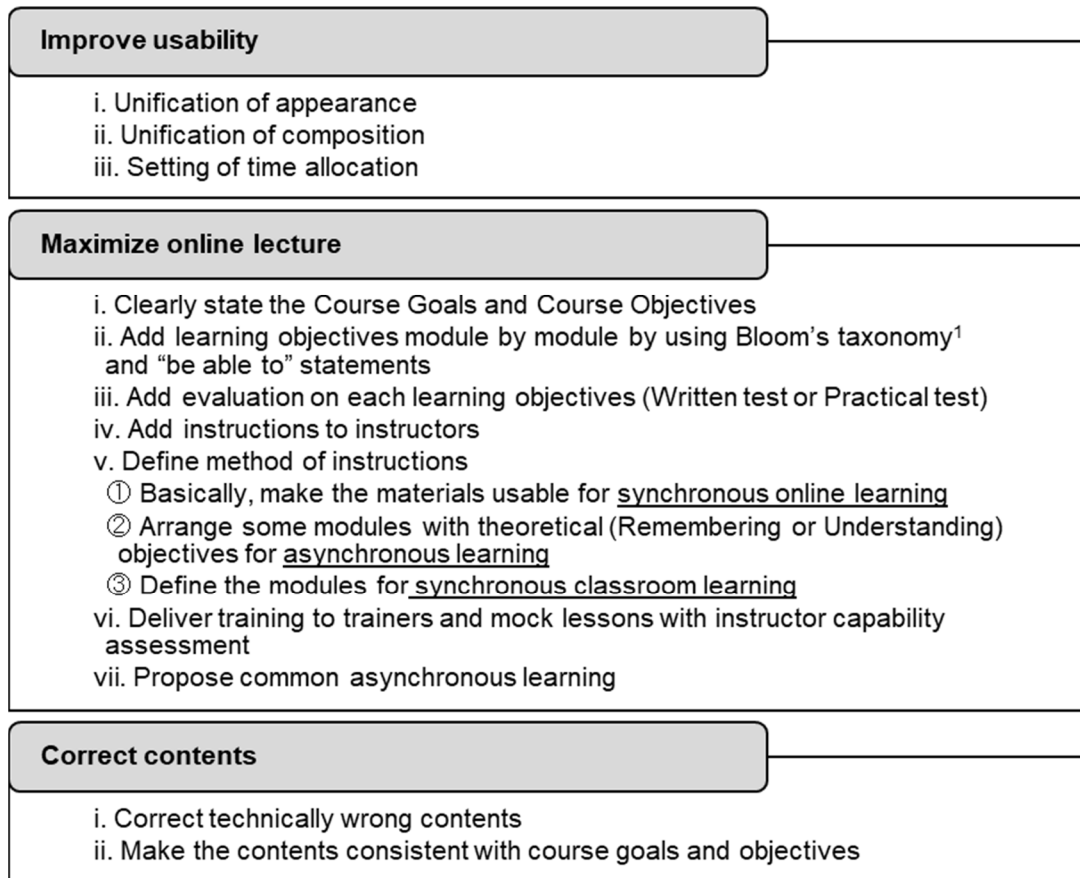 Improve usability
i. Unification of appearance
ii. Unification of composition
iii. Setting of time allocation
Maximize online lecture
i. Clearly state the Course Goals and Course Objectives
ii. Add learning objectives module by module by using Bloom’s taxonomy¹
and “be able to” statements
iii. Add evaluation on each learning objectives (Written test or Practical test)
iv. Add instructions to instructors
v. Define method of instructions
① Basically, make the materials usable for synchronous online learning
② Arrange some modules with theoretical (Remembering or Understanding)
objectives for asynchronous learning
③ Define the modules for synchronous classroom learning
vi. Deliver training to trainers and mock lessons with instructor capability
assessment
vii. Propose common asynchronous learning
Correct contents
i. Correct technically wrong contents
ii. Make the contents consistent with course goals and objectives